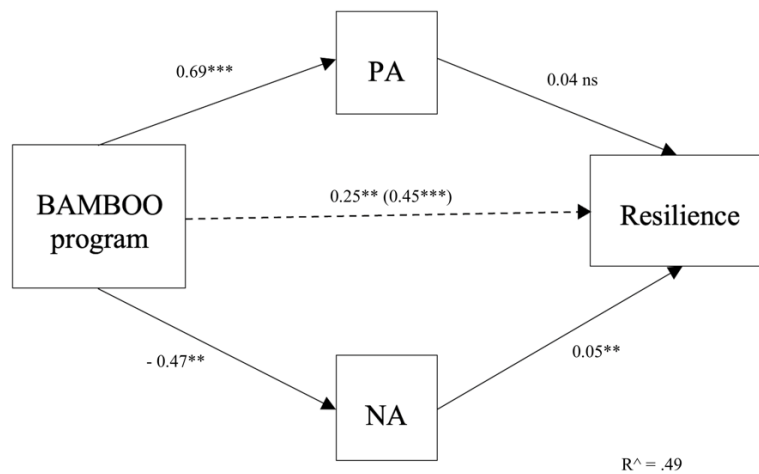 0.69***
PA
0.04 ns
BAMBOO
program
0.25** (0.45***)
Resilience
- 0.47**
NA
0.05**
R^ = .49